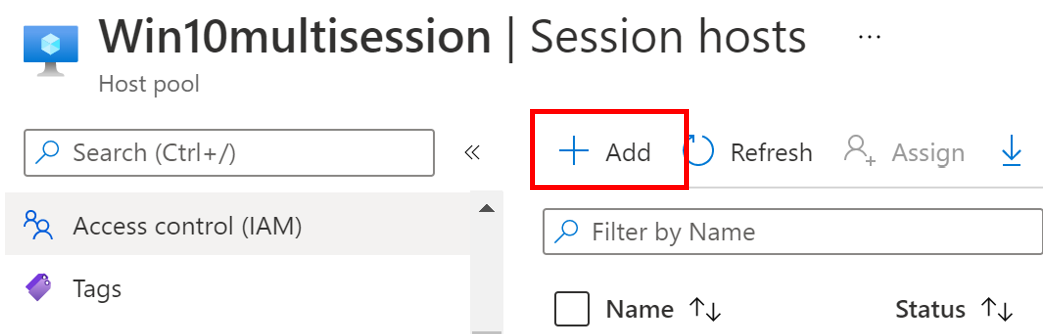 Win10multisession | Session hosts ...
Host pool
Search (Ctrl+/) «
Add Refresh Assign
Access control (IAM)
Filter by Name
Tags
Name Status